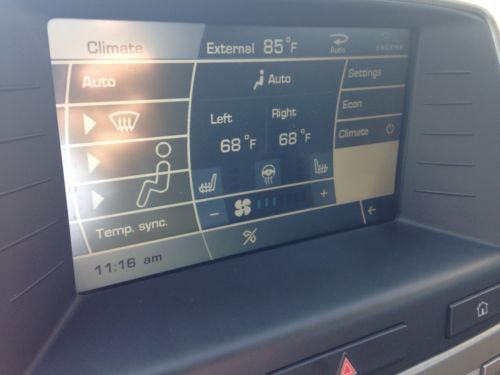 Climate External 85°F Auto JAGUAR
Auto Auto Settings
Left Right Econ
68°F 68°F Climate
Temp. sync. − +
11:16 am